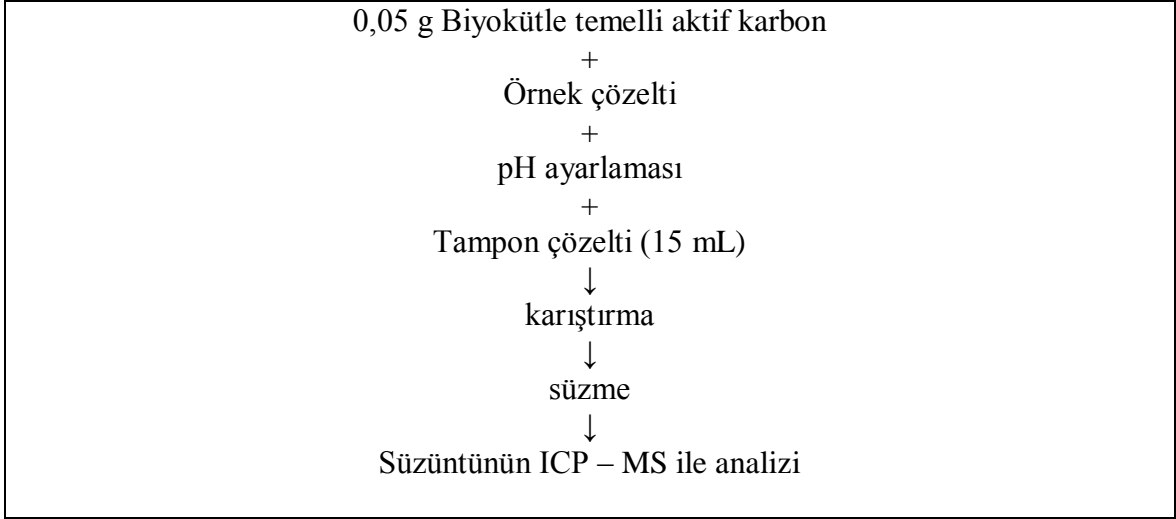 0,05 g Biyokütle temelli aktif karbon
+
Örnek çözelti
+
pH ayarlaması
+
Tampon çözelti (15 mL)
↓
karıştırma
↓
süzme
↓
Süzüntünün ICP – MS ile analizi